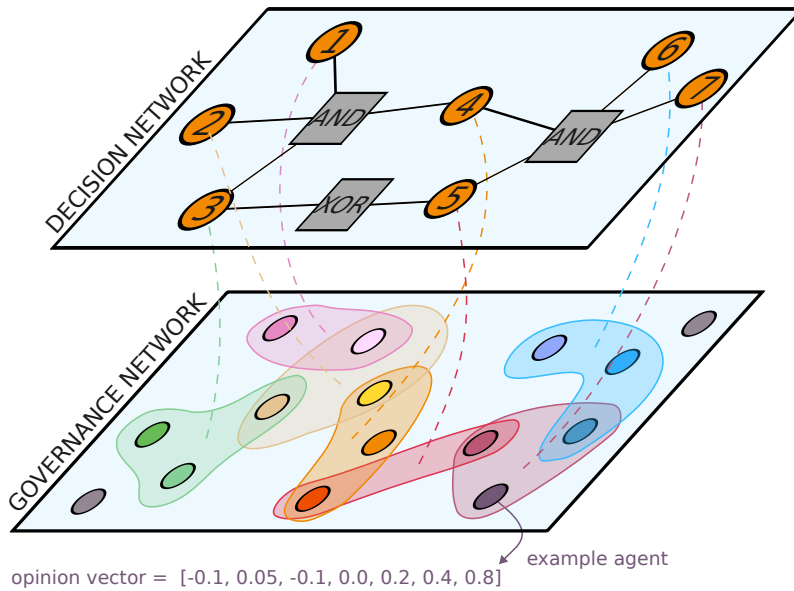 DECISION NETWORK
1
6
7
2
AND
4
AND
3
XOR
5
GOVERNANCE NETWORK
example agent
opinion vector = [-0.1, 0.05, -0.1, 0.0, 0.2, 0.4, 0.8]